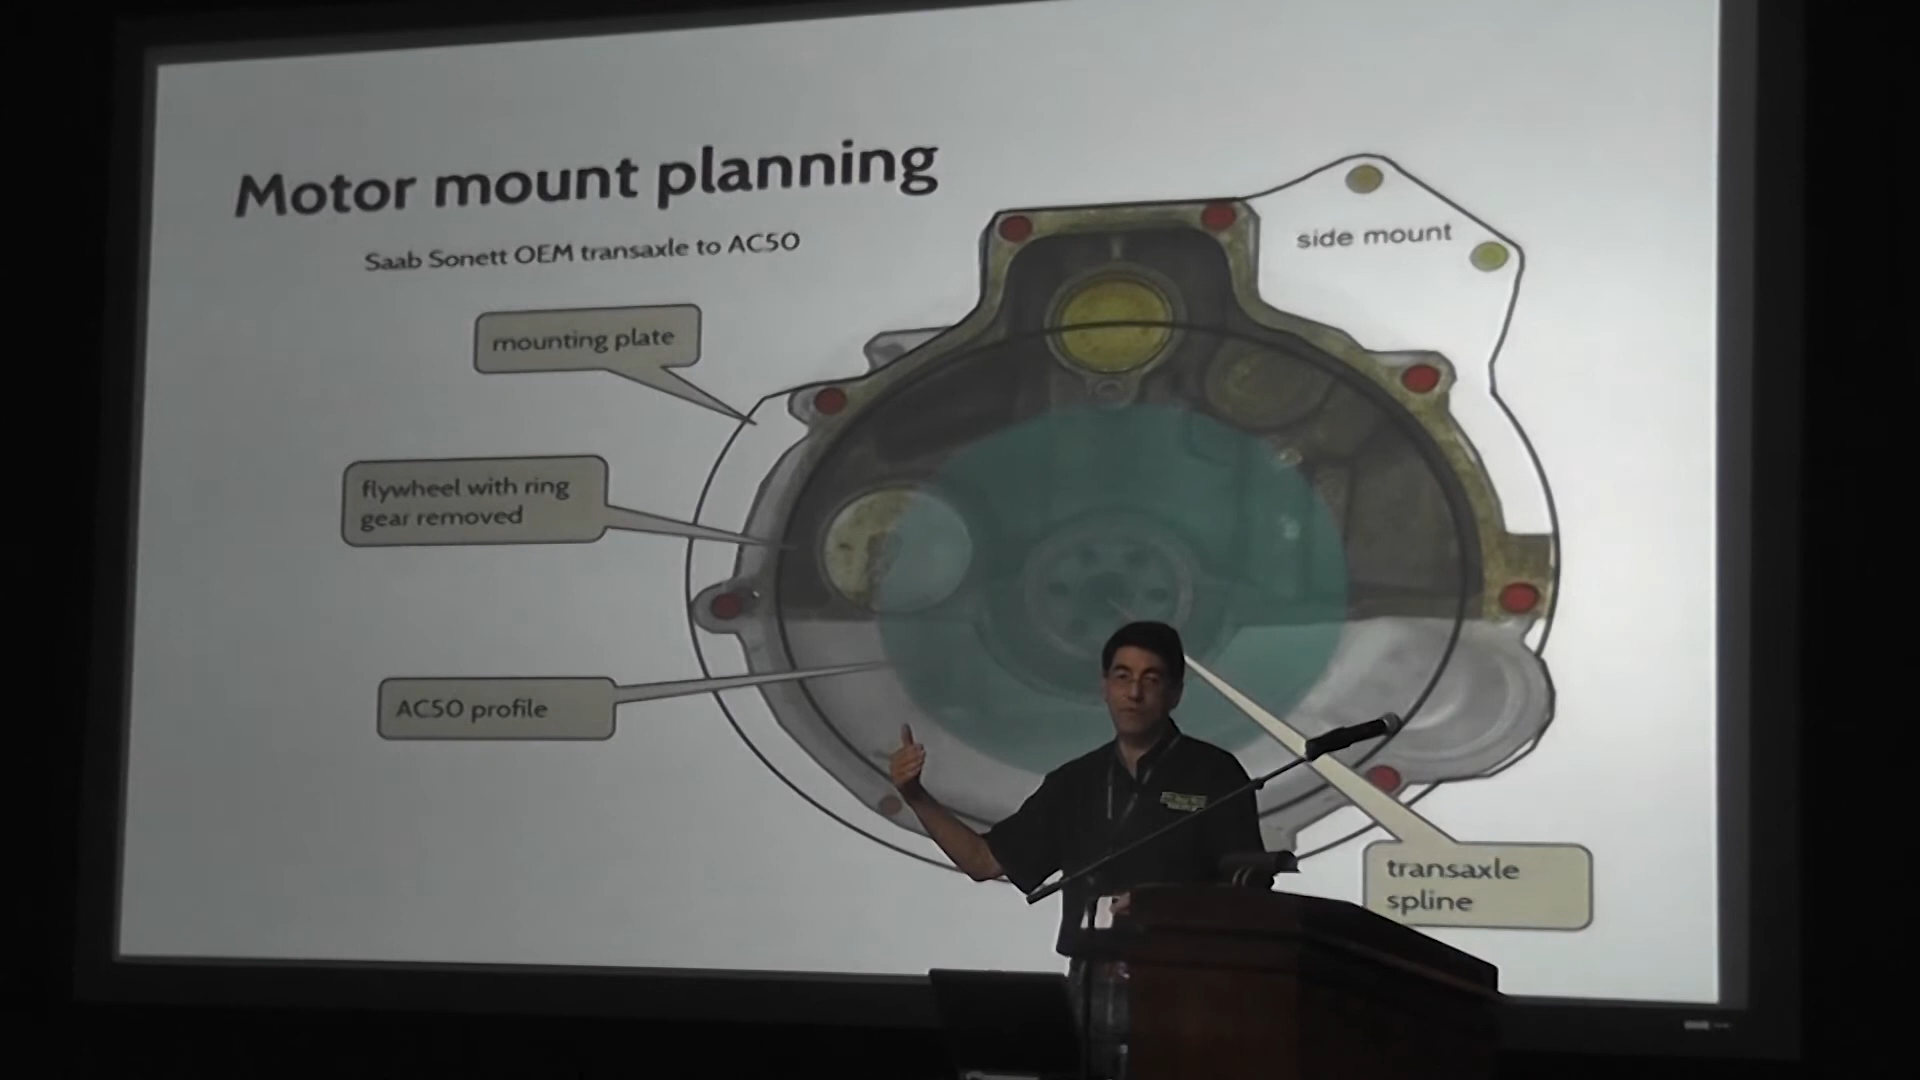 Motor mount planning
Saab Sonett OEM transaxle to AC50
side mount
mounting plate
flywheel with ring
gear removed
AC50 profile
transaxle
spline